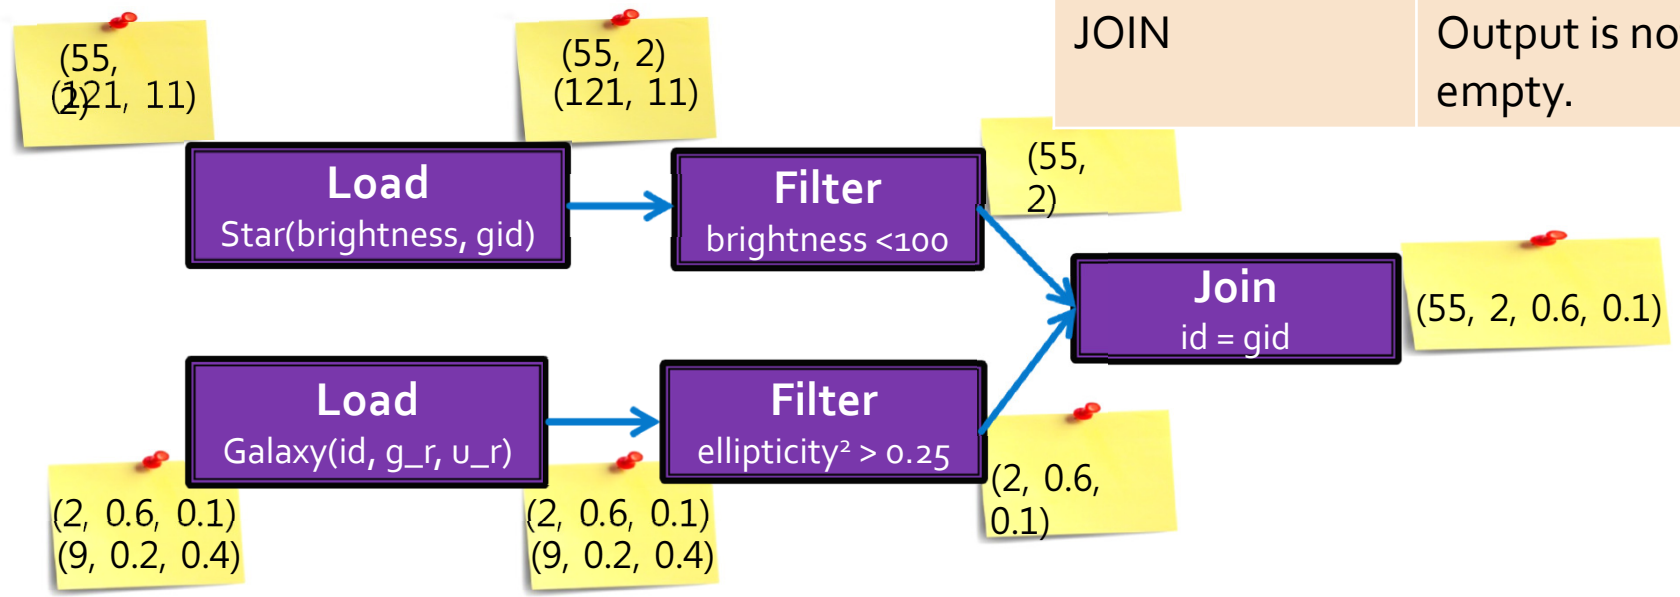 JOIN
Output is no
empty.
(55,
2)
(121, 11)
(55, 2)
(121, 11)
Load
Star(brightness, gid)
Filter
brightness <100
(55,
2)
Join
id = gid
(55, 2, 0.6, 0.1)
Load
Galaxy(id, g_r, u_r)
Filter
ellipticity² > 0.25
(2, 0.6, 0.1)
(9, 0.2, 0.4)
(2, 0.6, 0.1)
(9, 0.2, 0.4)
(2, 0.6,
0.1)